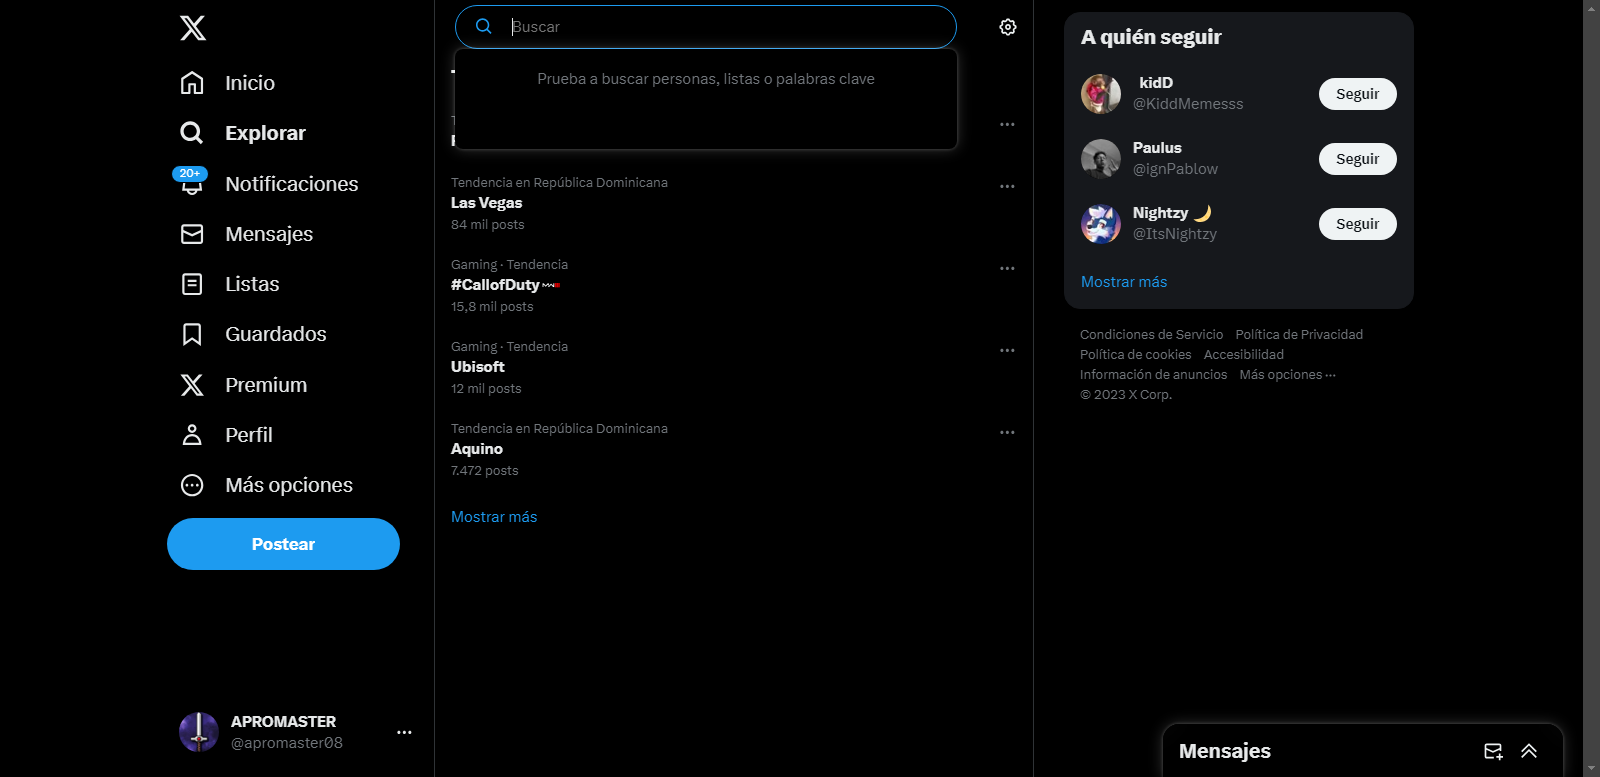 Inicio
Explorar
20+
Notificaciones
Mensajes
Listas
Guardados
Premium
Perfil
Más opciones
Postear
APROMASTER
@apromaster08
Buscar
Prueba a buscar personas, listas o palabras clave
Tendencia en República Dominicana
Las Vegas
84 mil posts
Gaming · Tendencia
#CallofDuty
15,8 mil posts
Gaming · Tendencia
Ubisoft
12 mil posts
Tendencia en República Dominicana
Aquino
7.472 posts
Mostrar más
A quién seguir
kidD
@KiddMemesss
Seguir
Paulus
@ignPablow
Seguir
Nightzy 🌙
@ItsNightzy
Seguir
Mostrar más
Condiciones de Servicio Política de Privacidad
Política de cookies Accesibilidad
Información de anuncios Más opciones ···
© 2023 X Corp.
Mensajes